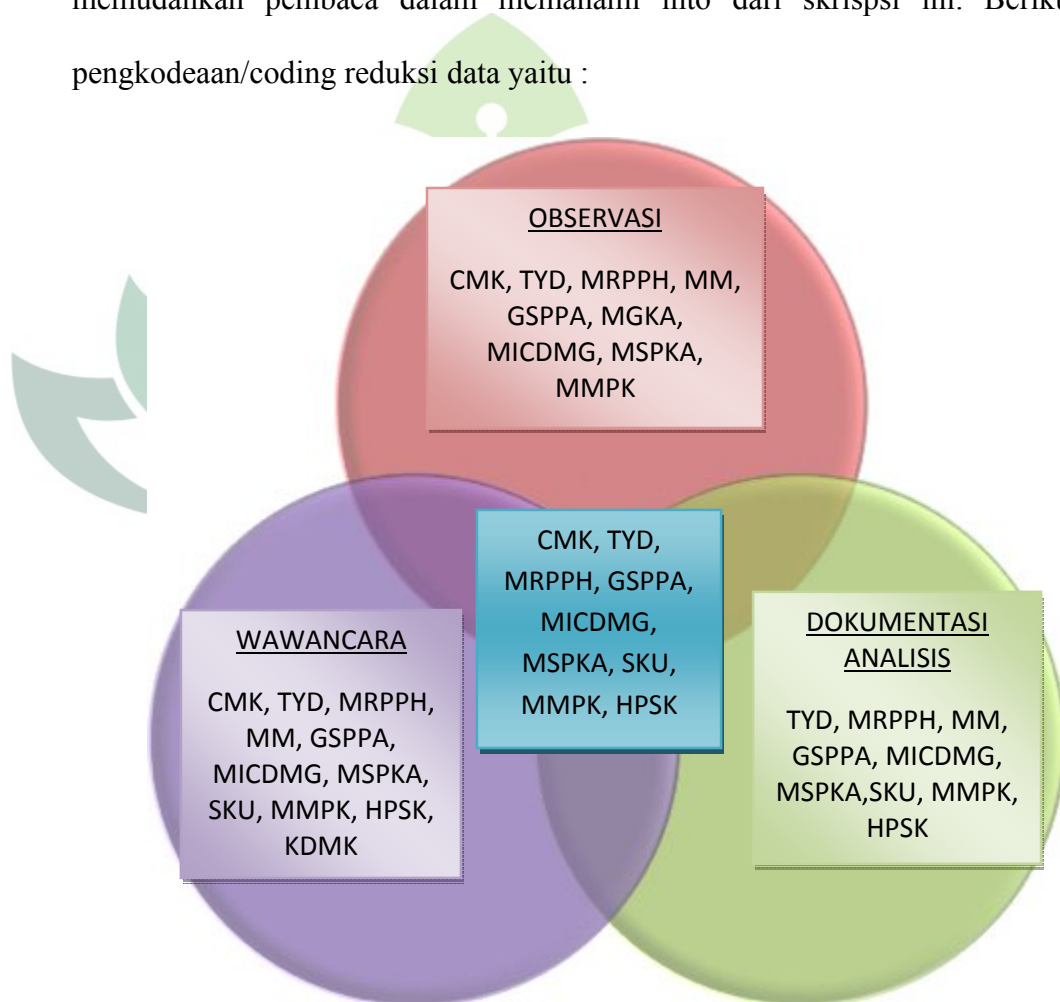 memudahkan pembaca dalam memahami info dari skrispsi ini. Beriku
pengkodeaan/coding reduksi data yaitu :
OBSERVASI
CMK, TYD, MRPPH, MM,
GSPPA, MGKA,
MICDMG, MSPKA,
MMPK
CMK, TYD,
MRPPH, GSPPA,
MICDMG,
MSPKA, SKU,
MMPK, HPSK
WAWANCARA
CMK, TYD, MRPPH,
MM, GSPPA,
MICDMG, MSPKA,
SKU, MMPK, HPSK,
KDMK
DOKUMENTASI
ANALISIS
TYD, MRPPH, MM,
GSPPA, MICDMG,
MSPKA,SKU, MMPK,
HPSK